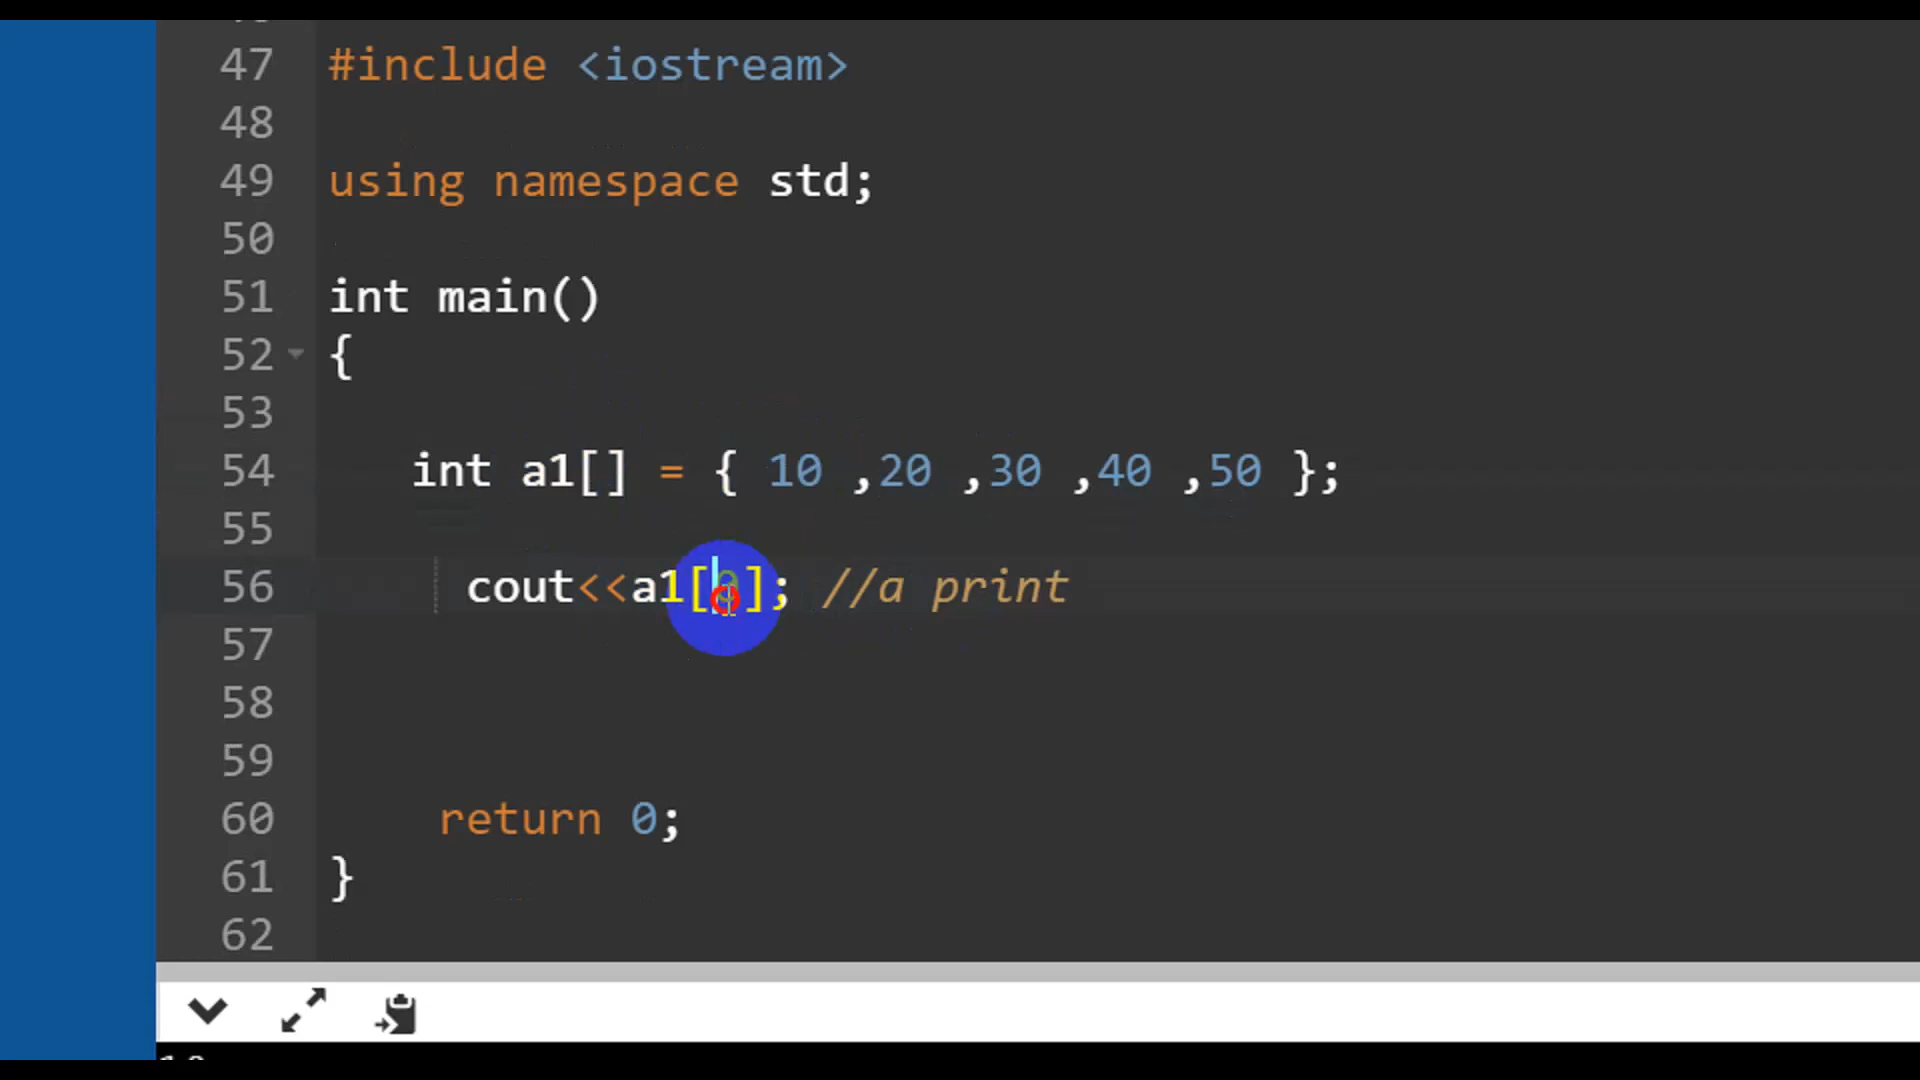 47 #include <iostream>
48
49 using namespace std;
50
51 int main()
52 {
53
54 int a1[] = { 10 ,20 ,30 ,40 ,50 };
55
56 cout<<a1[0]; //a print
57
58
59
60 return 0;
61 }
62